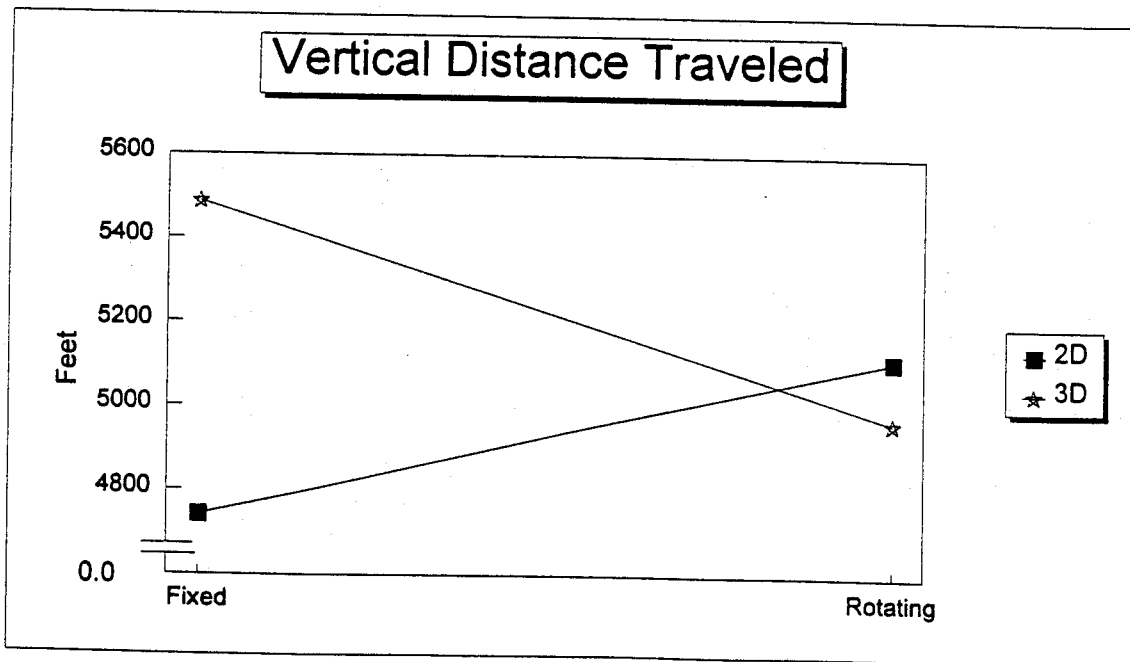 Vertical Distance Traveled
5600
5400
5200
5000
4800
0.0
Feet
Fixed
Rotating
2D
3D